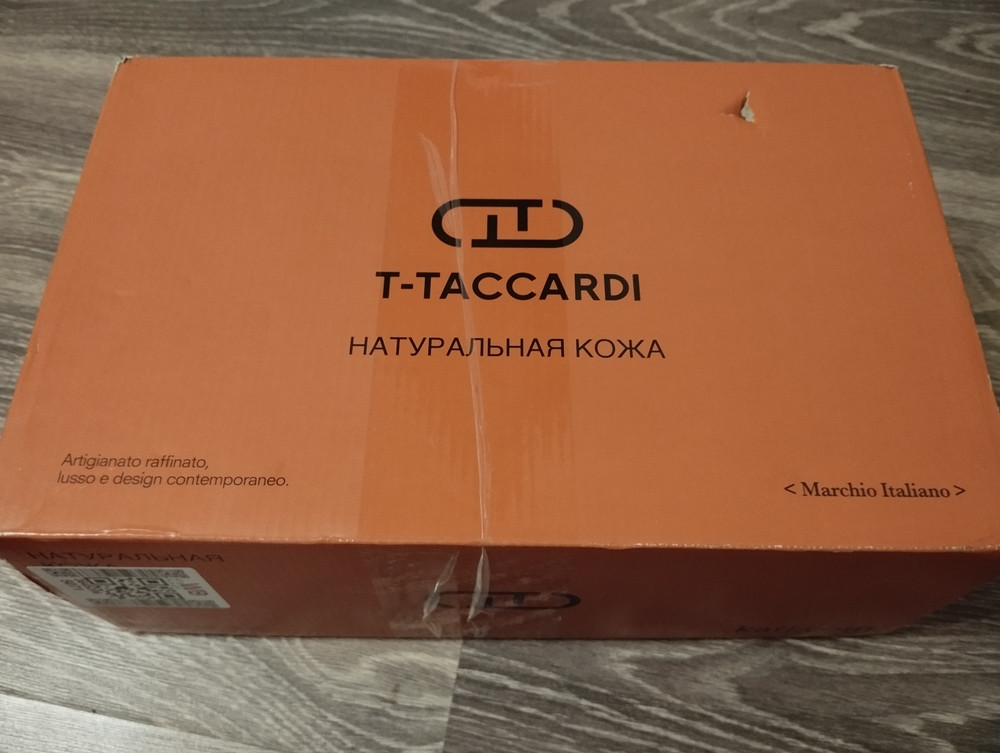 T-TACCARDI
НАТУРАЛЬНАЯ КОЖА
Artigianato raffinato,
lusso e design contemporaneo.
< Marchio Italiano >
НАТУРАЛЬНАЯ